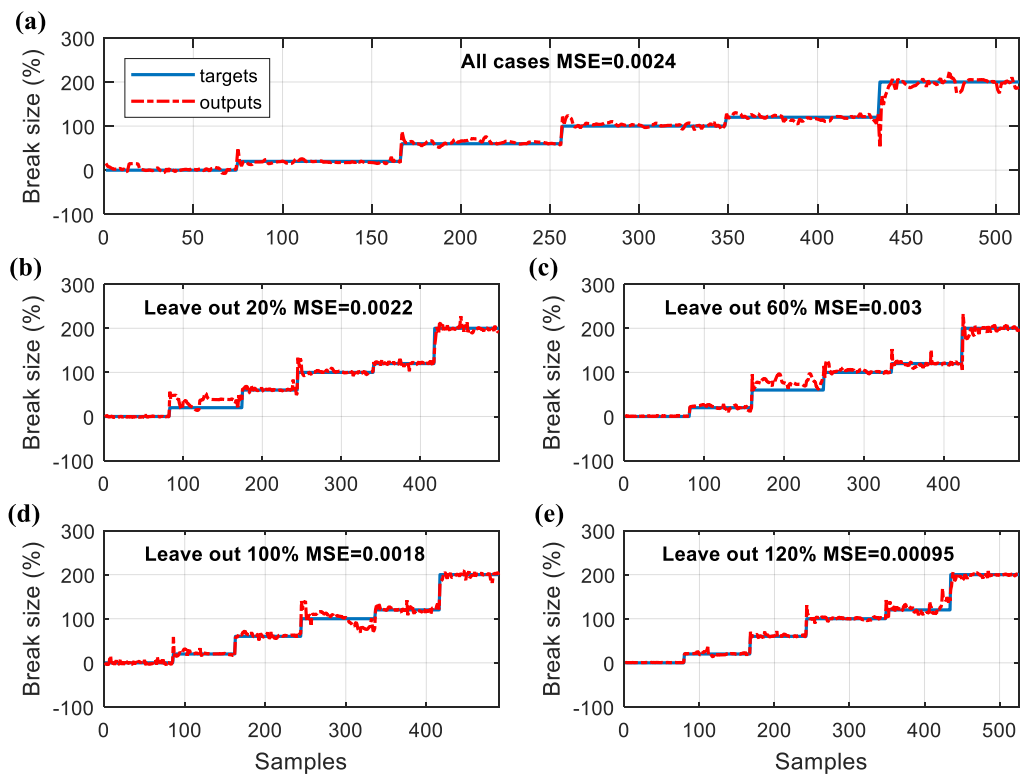 (a)
Break size (%)
300
200
100
0
-100
All cases MSE=0.0024
targets
outputs
0 50 100 150 200 250 300 350 400 450 500
(b)
Break size (%)
300
200
100
0
-100
Leave out 20% MSE=0.0022
100 200 300 400
(c)
Break size (%)
300
200
100
0
-100
Leave out 60% MSE=0.003
0 100 200 300 400
(d)
Break size (%)
300
200
100
0
-100
Leave out 100% MSE=0.0018
0 100 200 300 400
Samples
(e)
Break size (%)
300
200
100
0
-100
Leave out 120% MSE=0.00095
0 100 200 300 400 500
Samples